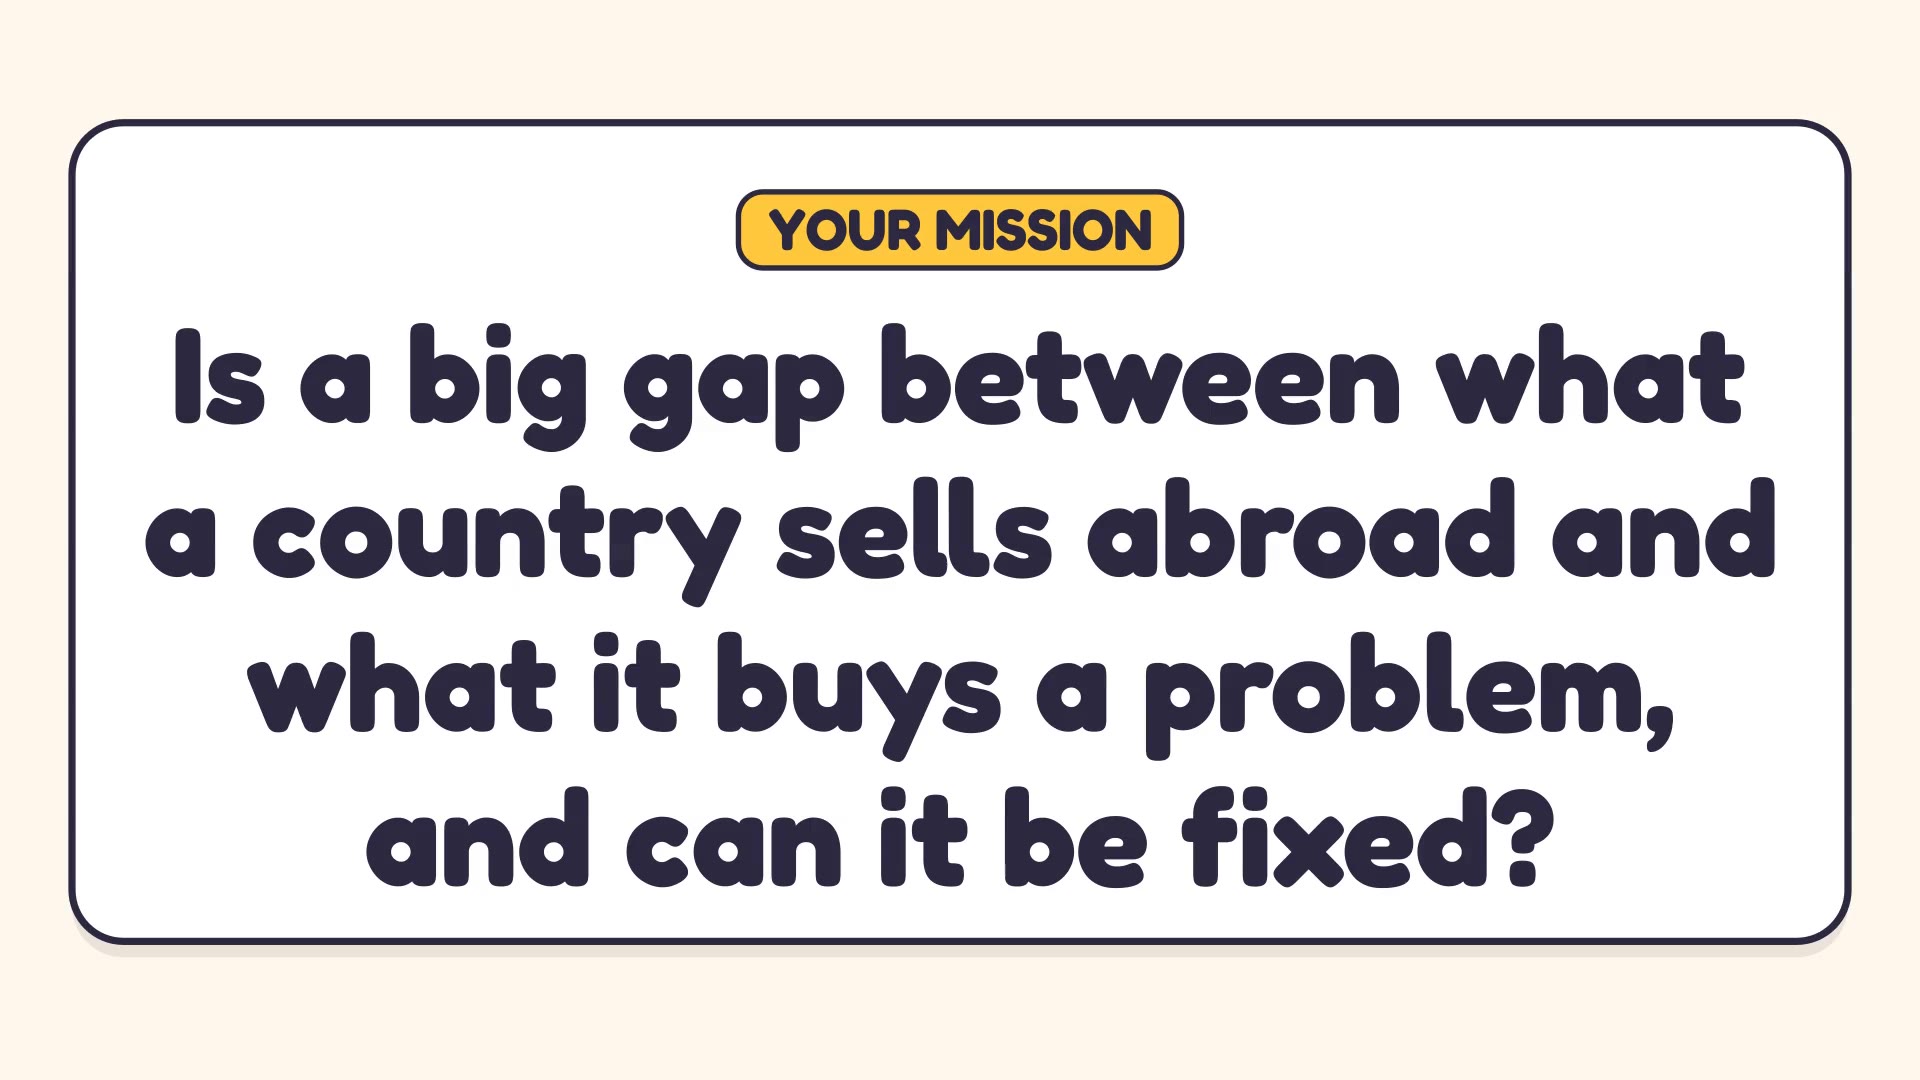 YOUR MISSION
Is a big gap between what
a country sells abroad and
what it buys a problem,
and can it be fixed?